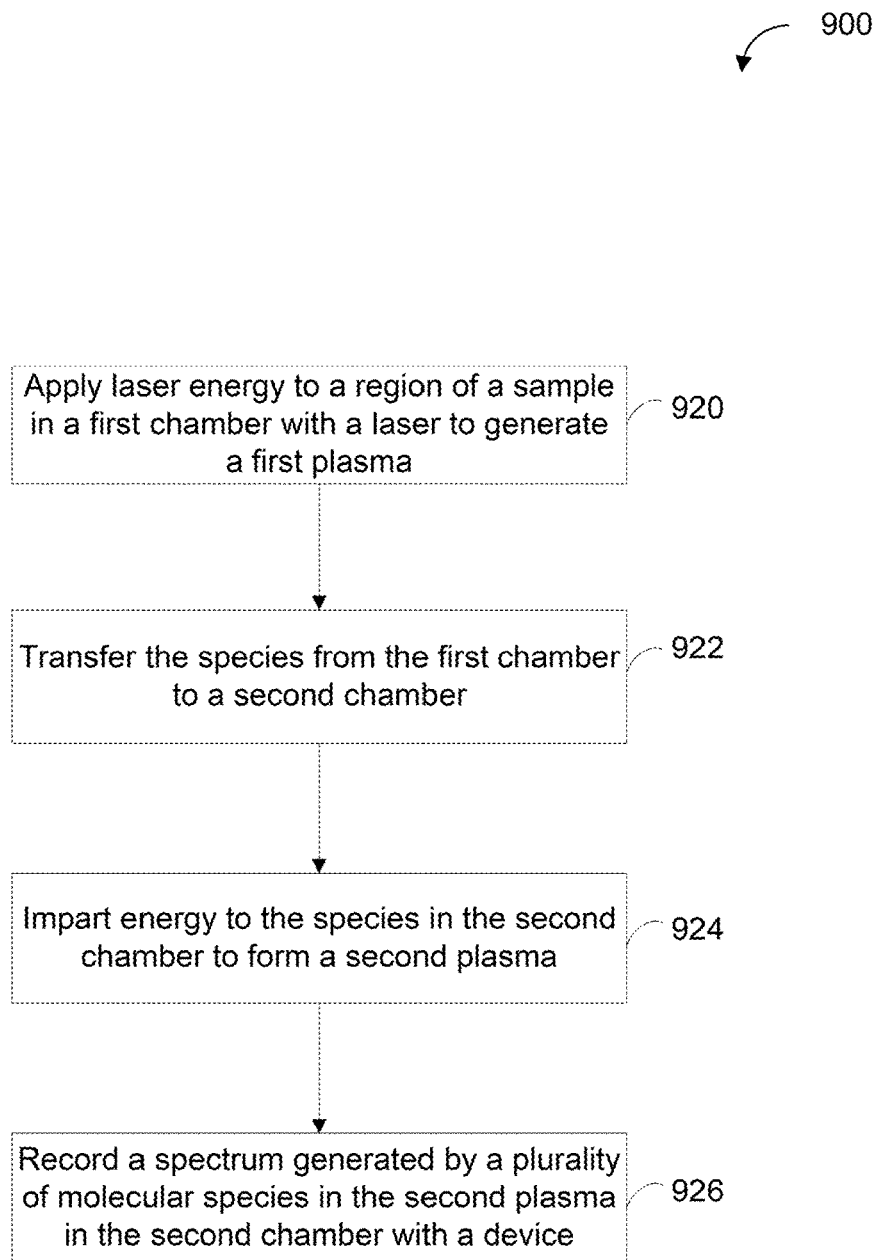 900
Apply laser energy to a region of a sample
in a first chamber with a laser to generate
a first plasma
920
Transfer the species from the first chamber
to a second chamber
922
Impart energy to the species in the second
chamber to form a second plasma
924
Record a spectrum generated by a plurality
of molecular species in the second plasma
in the second chamber with a device
926